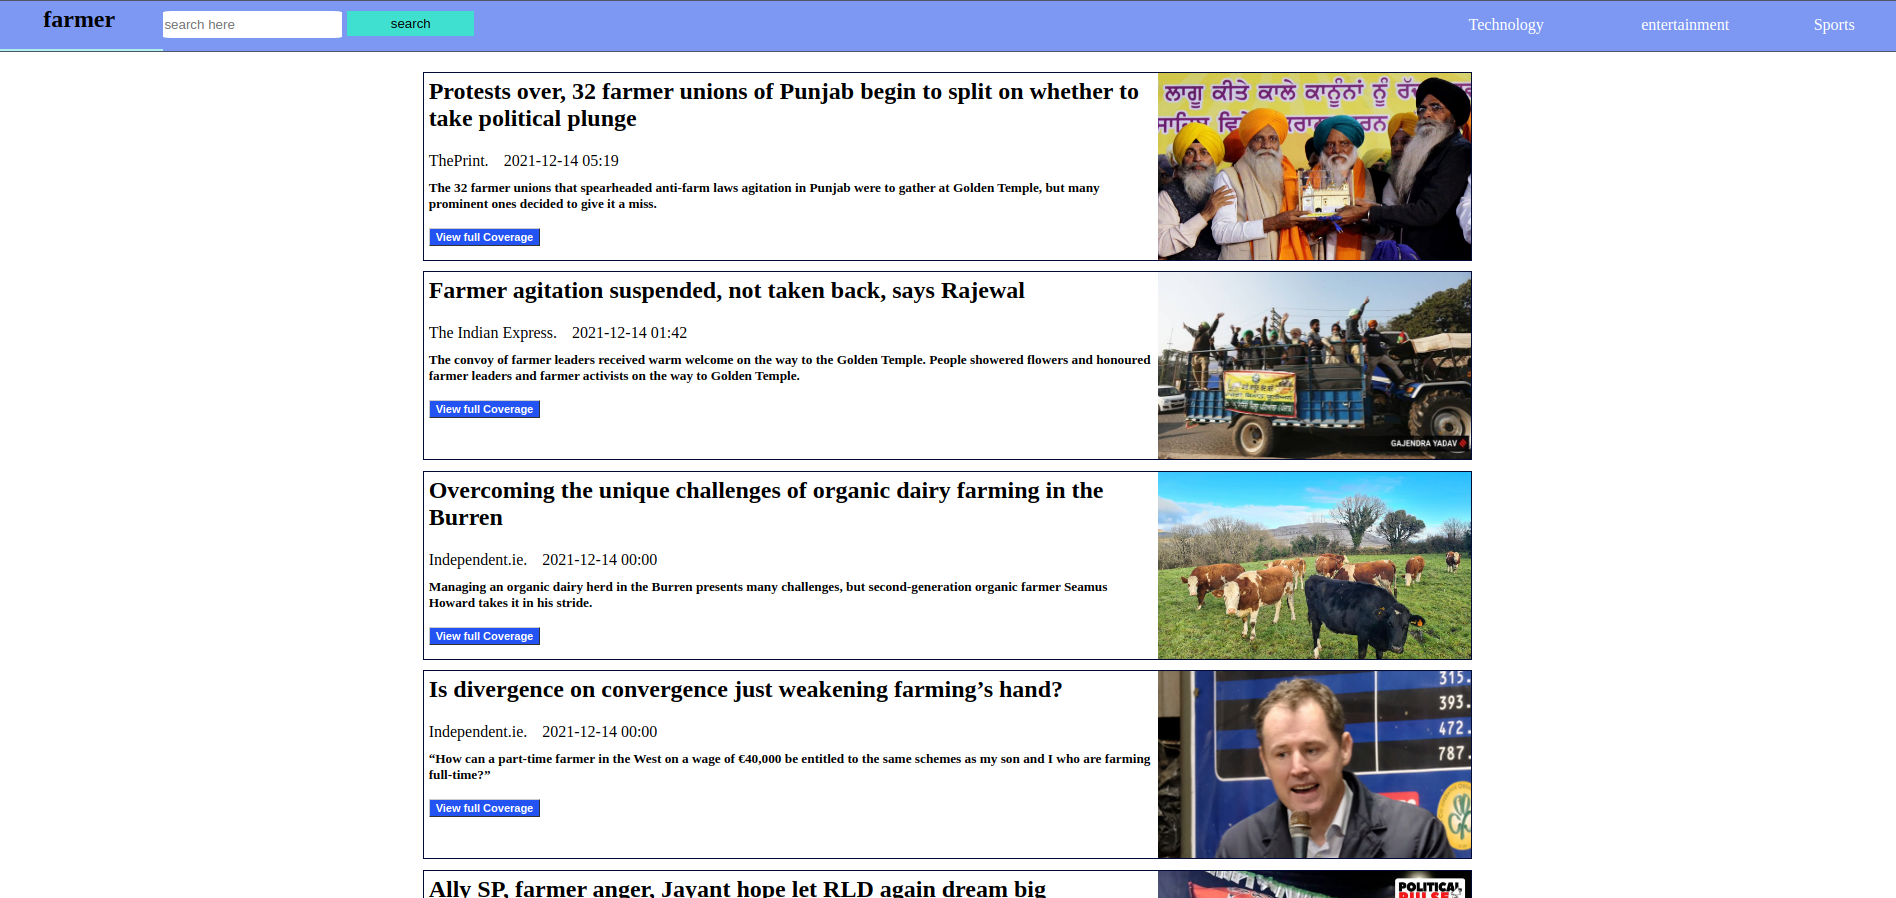 farmer
search here
search
Technology
entertainment
Sports
Protests over, 32 farmer unions of Punjab begin to split on whether to
take political plunge
ThePrint. 2021-12-14 05:19
The 32 farmer unions that spearheaded anti-farm laws agitation in Punjab were to gather at Golden Temple, but many
prominent ones decided to give it a miss.
View full Coverage
ਲਾਗੂ ਕੀਤੇ ਕਾਲੇ ਕਾਨੂੰਨਾਂ ਨੂੰ
Farmer agitation suspended, not taken back, says Rajewal
The Indian Express. 2021-12-14 01:42
The convoy of farmer leaders received warm welcome on the way to the Golden Temple. People showered flowers and honoured
farmer leaders and farmer activists on the way to Golden Temple.
View full Coverage
GAJENDRA YADAV
Overcoming the unique challenges of organic dairy farming in the
Burren
Independent.ie. 2021-12-14 00:00
Managing an organic dairy herd in the Burren presents many challenges, but second-generation organic farmer Seamus
Howard takes it in his stride.
View full Coverage
Is divergence on convergence just weakening farming’s hand?
Independent.ie. 2021-12-14 00:00
“How can a part-time farmer in the West on a wage of €40,000 be entitled to the same schemes as my son and I who are farming
full-time?”
View full Coverage
315.
393.
472.
787.
Ally SP, farmer anger, Jayant hope let RLD again dream big
POLITICAL
PULSE